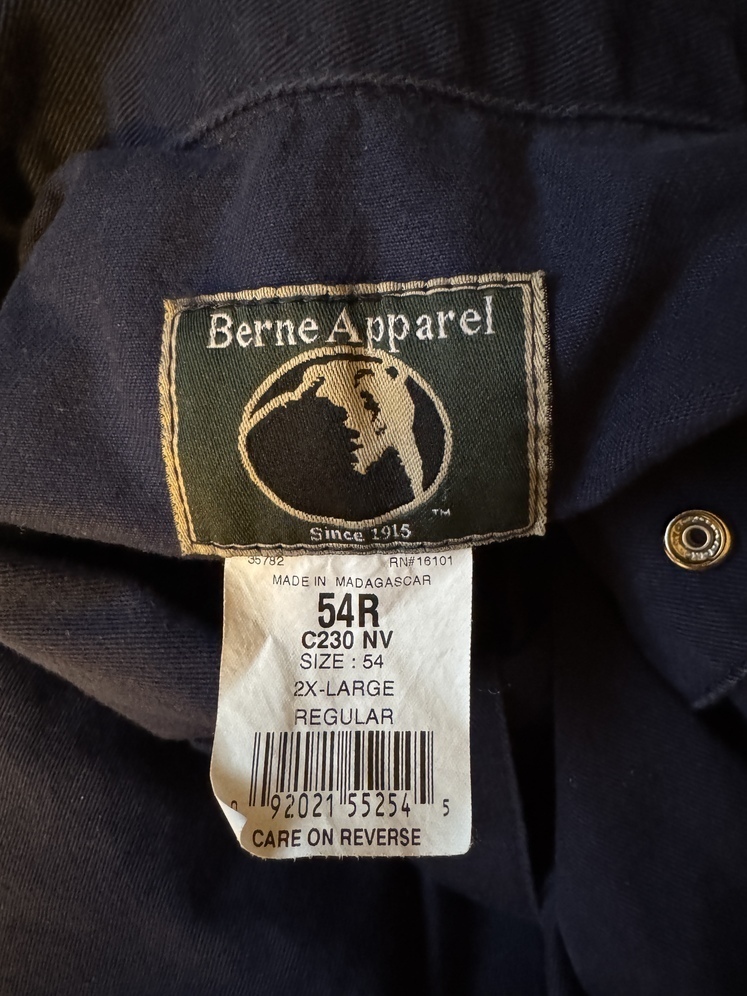 Berne Apparel
™
Since 1915
35782 RN#16101
MADE IN MADAGASCAR
54R
C230 NV
SIZE : 54
2X-LARGE
REGULAR
0 92021 55254 5
CARE ON REVERSE